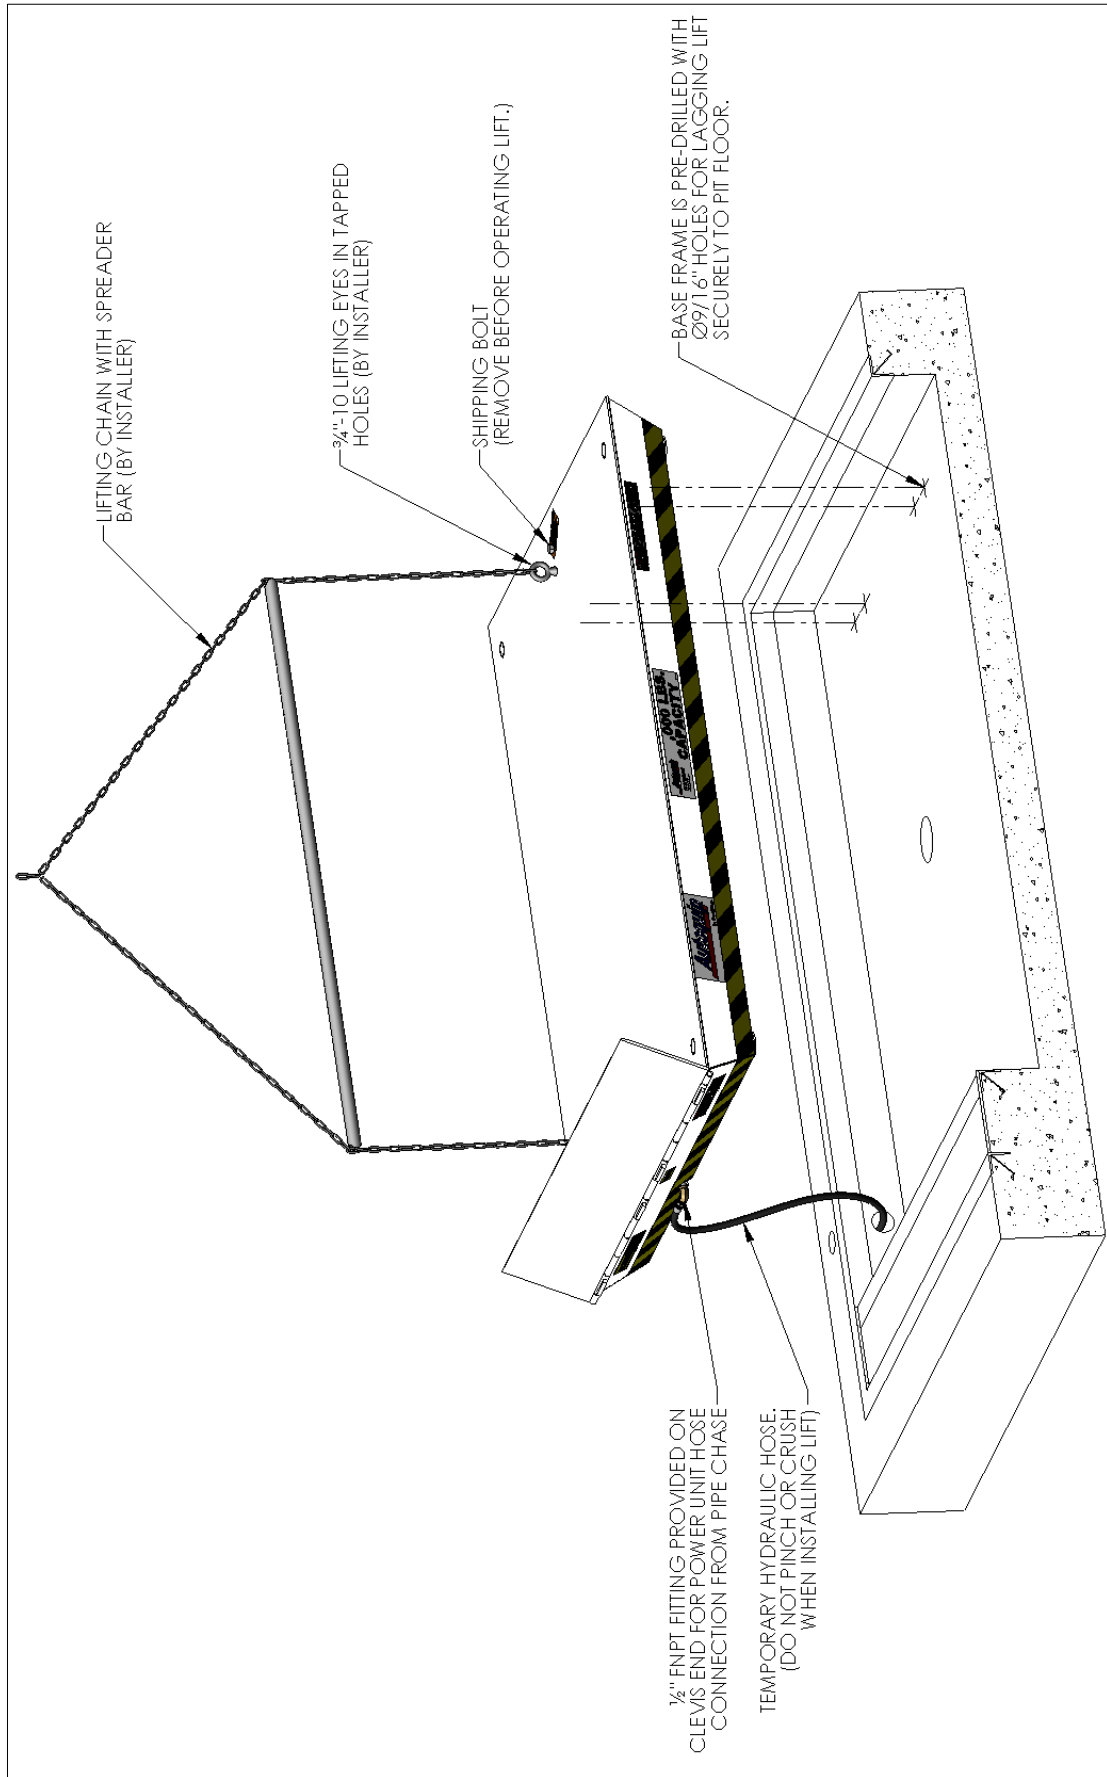 LIFTING CHAIN WITH SPREADER
BAR (BY INSTALLER)
¾"-10 LIFTING EYES IN TAPPED
HOLES (BY INSTALLER)
SHIPPING BOLT
(REMOVE BEFORE OPERATING LIFT.)
BASE FRAME IS PRE-DRILLED WITH
Ø9/16" HOLES FOR LAGGING LIFT
SECURELY TO PIT FLOOR.
,000 LBS.
CAPACITY
½" FNPT FITTING PROVIDED ON
CLEVIS END FOR POWER UNIT HOSE
CONNECTION FROM PIPE CHASE
TEMPORARY HYDRAULIC HOSE.
(DO NOT PINCH OR CRUSH
WHEN INSTALLING LIFT)